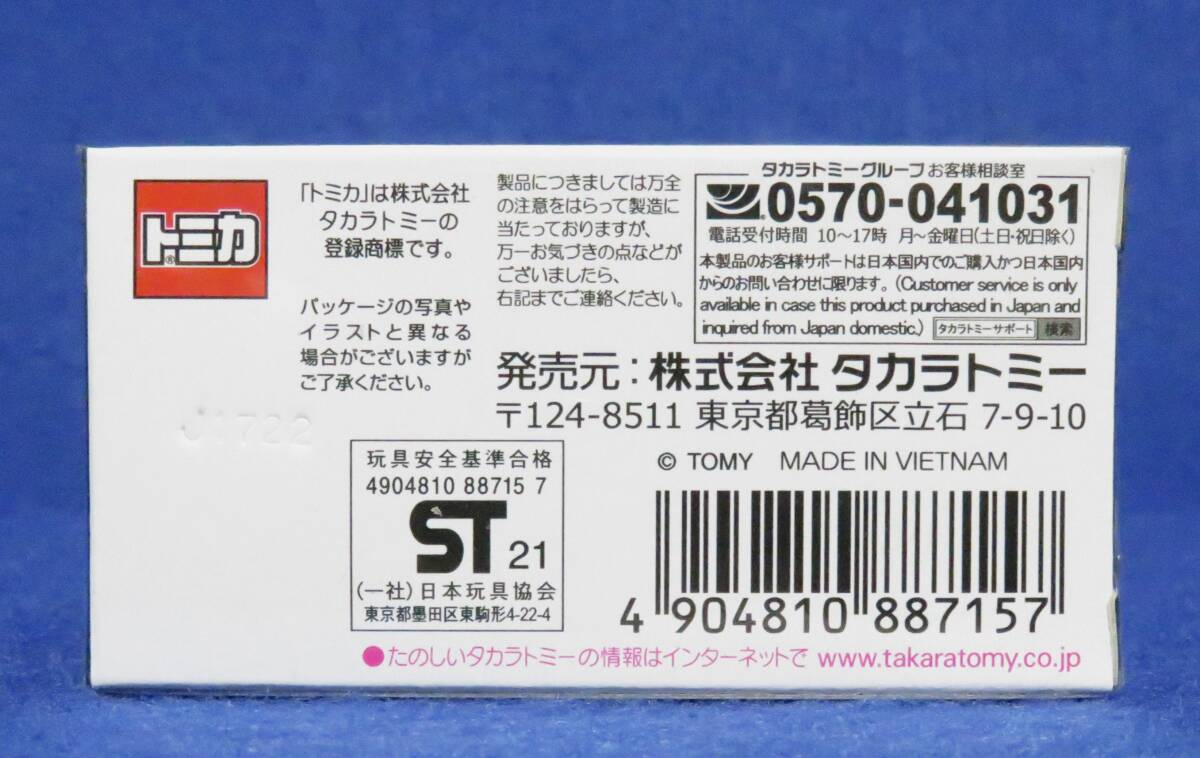 トミカ®
「トミカ」は株式会社
タカラトミーの
登録商標です。
パッケージの写真や
イラストと異なる
場合がございますが
ご了承ください。
製品につきましては万全
の注意をはらって製造に
当たっておりますが、
万一お気づきの点などが
ございましたら、
右記までご連絡ください。
タカラトミーグループお客様相談室
0570-041031
電話受付時間 10〜17時 月〜金曜日(土日・祝日除く)
本製品のお客様サポートは日本国内でのご購入かつ日本国内
からのお問い合わせに限ります。(Customer service is only
available in case this product purchased in Japan and
inquired from Japan domestic.) タカラトミーサポート 検索
発売元:株式会社 タカラトミー
〒124-8511 東京都葛飾区立石 7-9-10
© TOMY MADE IN VIETNAM
玩具安全基準合格
4904810 88715 7
ST 21
(一社)日本玩具協会
東京都墨田区東駒形4-22-4
4 904810 887157
●たのしいタカラトミーの情報はインターネットで www.takaratomy.co.jp